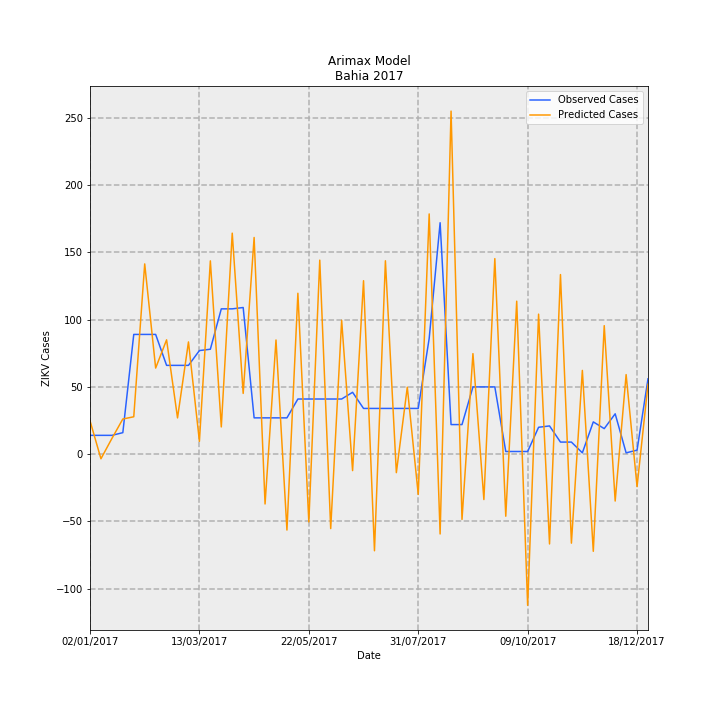 Arimax Model
Bahia 2017
Observed Cases
Predicted Cases
250
200
150
100
50
0
−50
−100
ZIKV Cases
02/01/2017 13/03/2017 22/05/2017 31/07/2017 09/10/2017 18/12/2017
Date